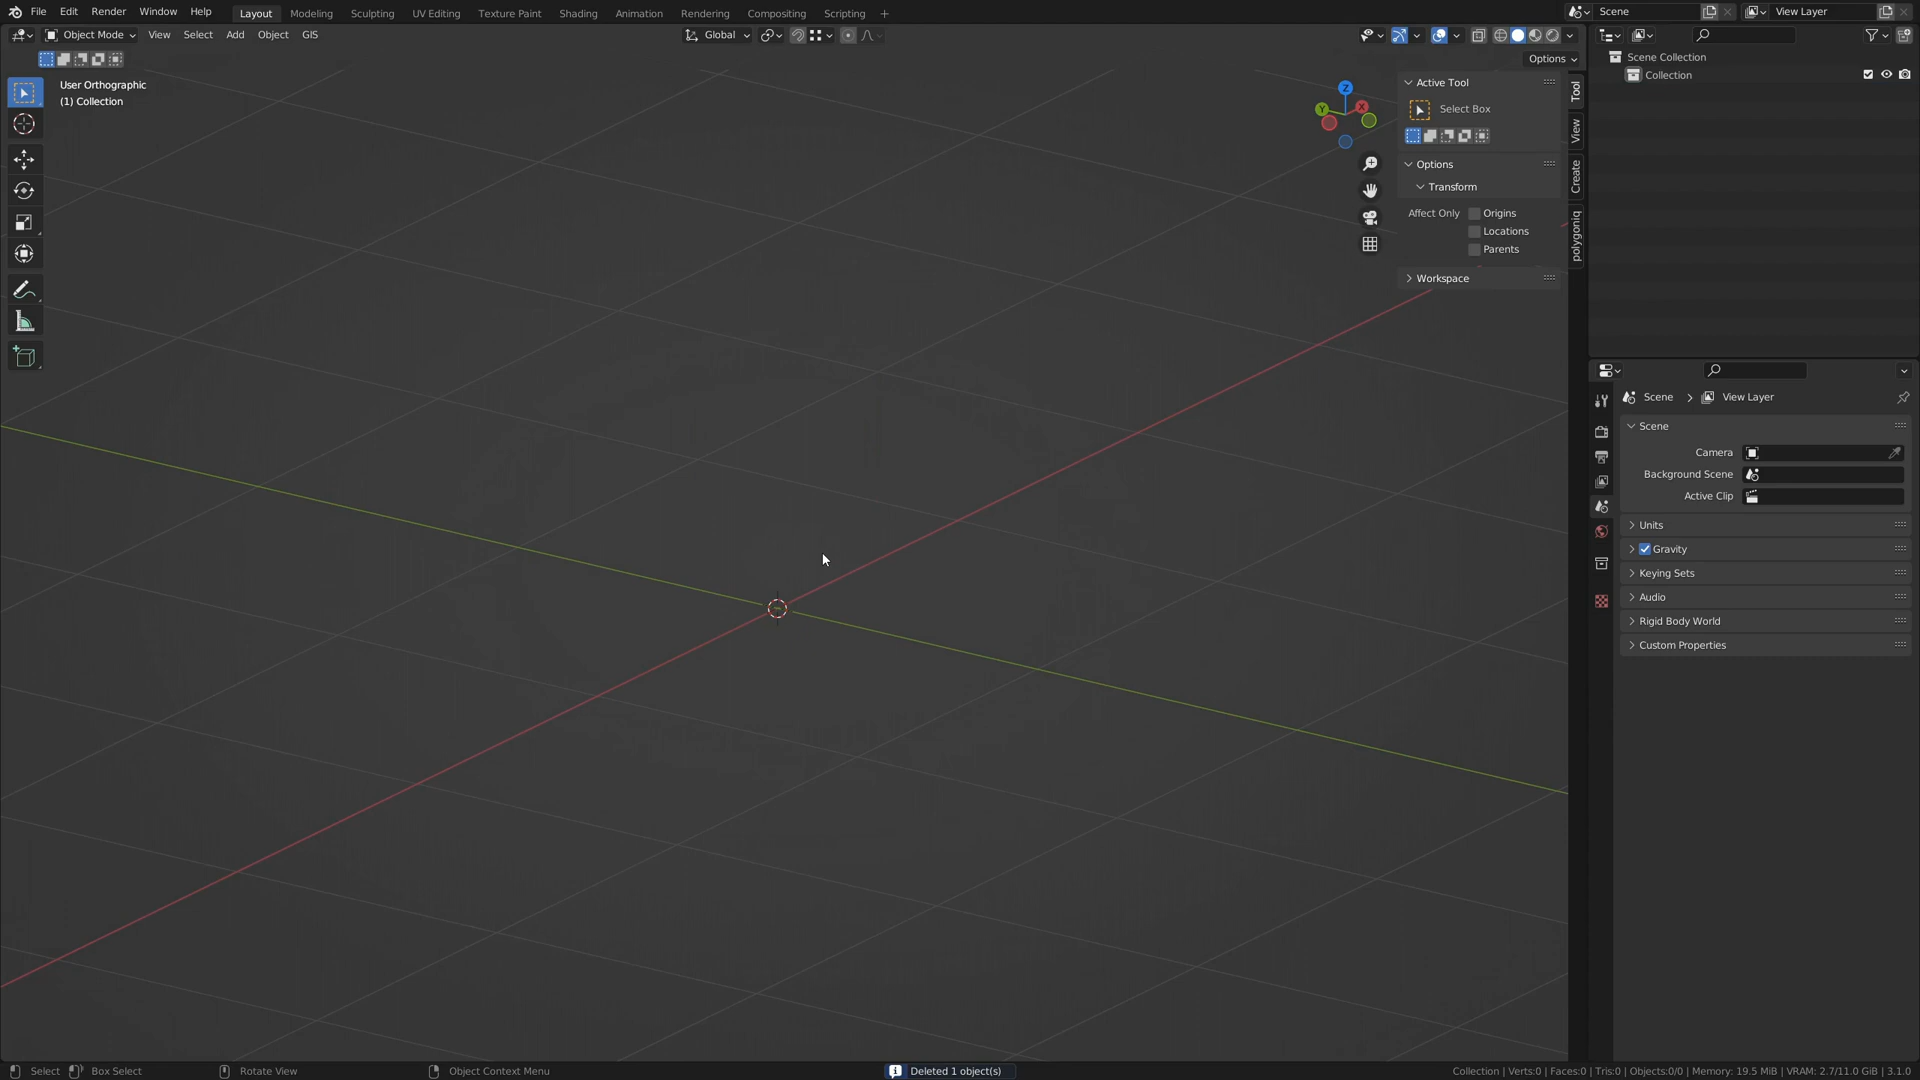 File Edit Render Window Help Layout Modeling Sculpting UV Editing Texture Paint Shading Animation Rendering Compositing Scripting + Scene View Layer
Object Mode View Select Add Object GIS Global
Options
User Orthographic
(1) Collection
Z
Y
X
Active Tool
Select Box
Options
Transform
Affect Only Origins
Locations
Parents
Workspace
Tool
View
Create
polygoniq
Scene Collection
Collection
Scene > View Layer
Scene
Camera
Background Scene
Active Clip
Units
Gravity
Keying Sets
Audio
Rigid Body World
Custom Properties
Select Box Select Rotate View Object Context Menu Deleted 1 object(s) Collection | Verts:0 | Faces:0 | Tris:0 | Objects:0/0 | Memory: 19.5 MiB | VRAM: 2.7/11.0 GiB | 3.1.0